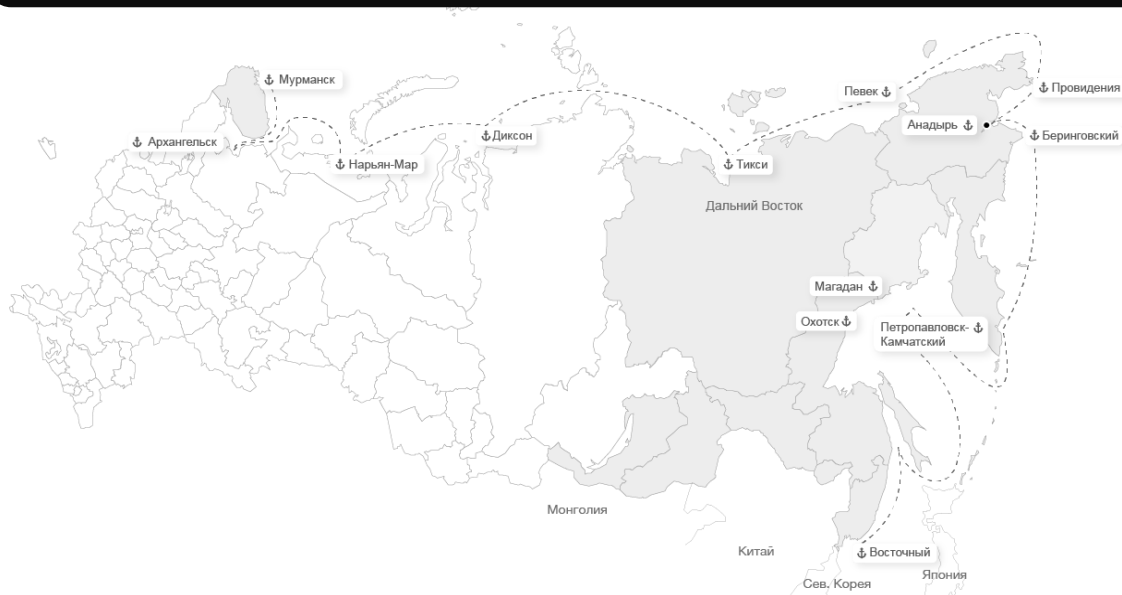 Мурманск
Певек
Провидения
Анадырь
Беринговский
Архангельск
Диксон
Нарьян-Мар
Тикси
Дальний Восток
Магадан
Охотск
Петропавловск-
Камчатский
Монголия
Китай
Восточный
Япония
Сев. Корея